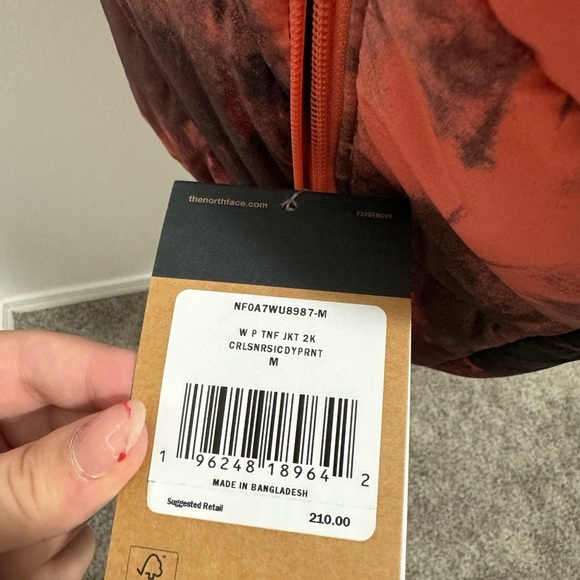 thenorthface.com
NF0A7WU8987-M
W P TNF JKT 2K
CRLSNRSICDYPRNT
M
1 96248 18964 2
MADE IN BANGLADESH
Suggested Retail 210.00